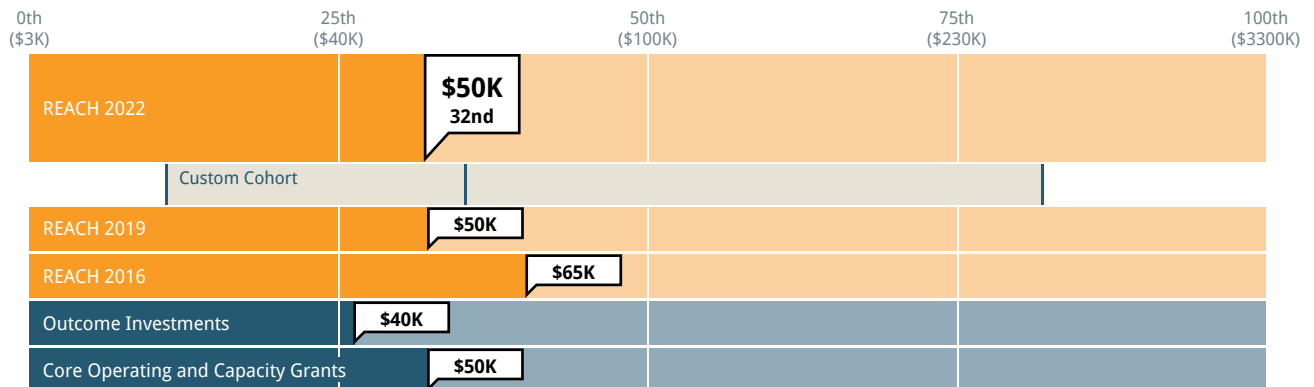 0th 25th 50th 75th 100th
($3K) ($40K) ($100K) ($230K) ($3300K)
REACH 2022
$50K
32nd
Custom Cohort
REACH 2019 $50K
REACH 2016 $65K
Outcome Investments $40K
Core Operating and Capacity Grants $50K